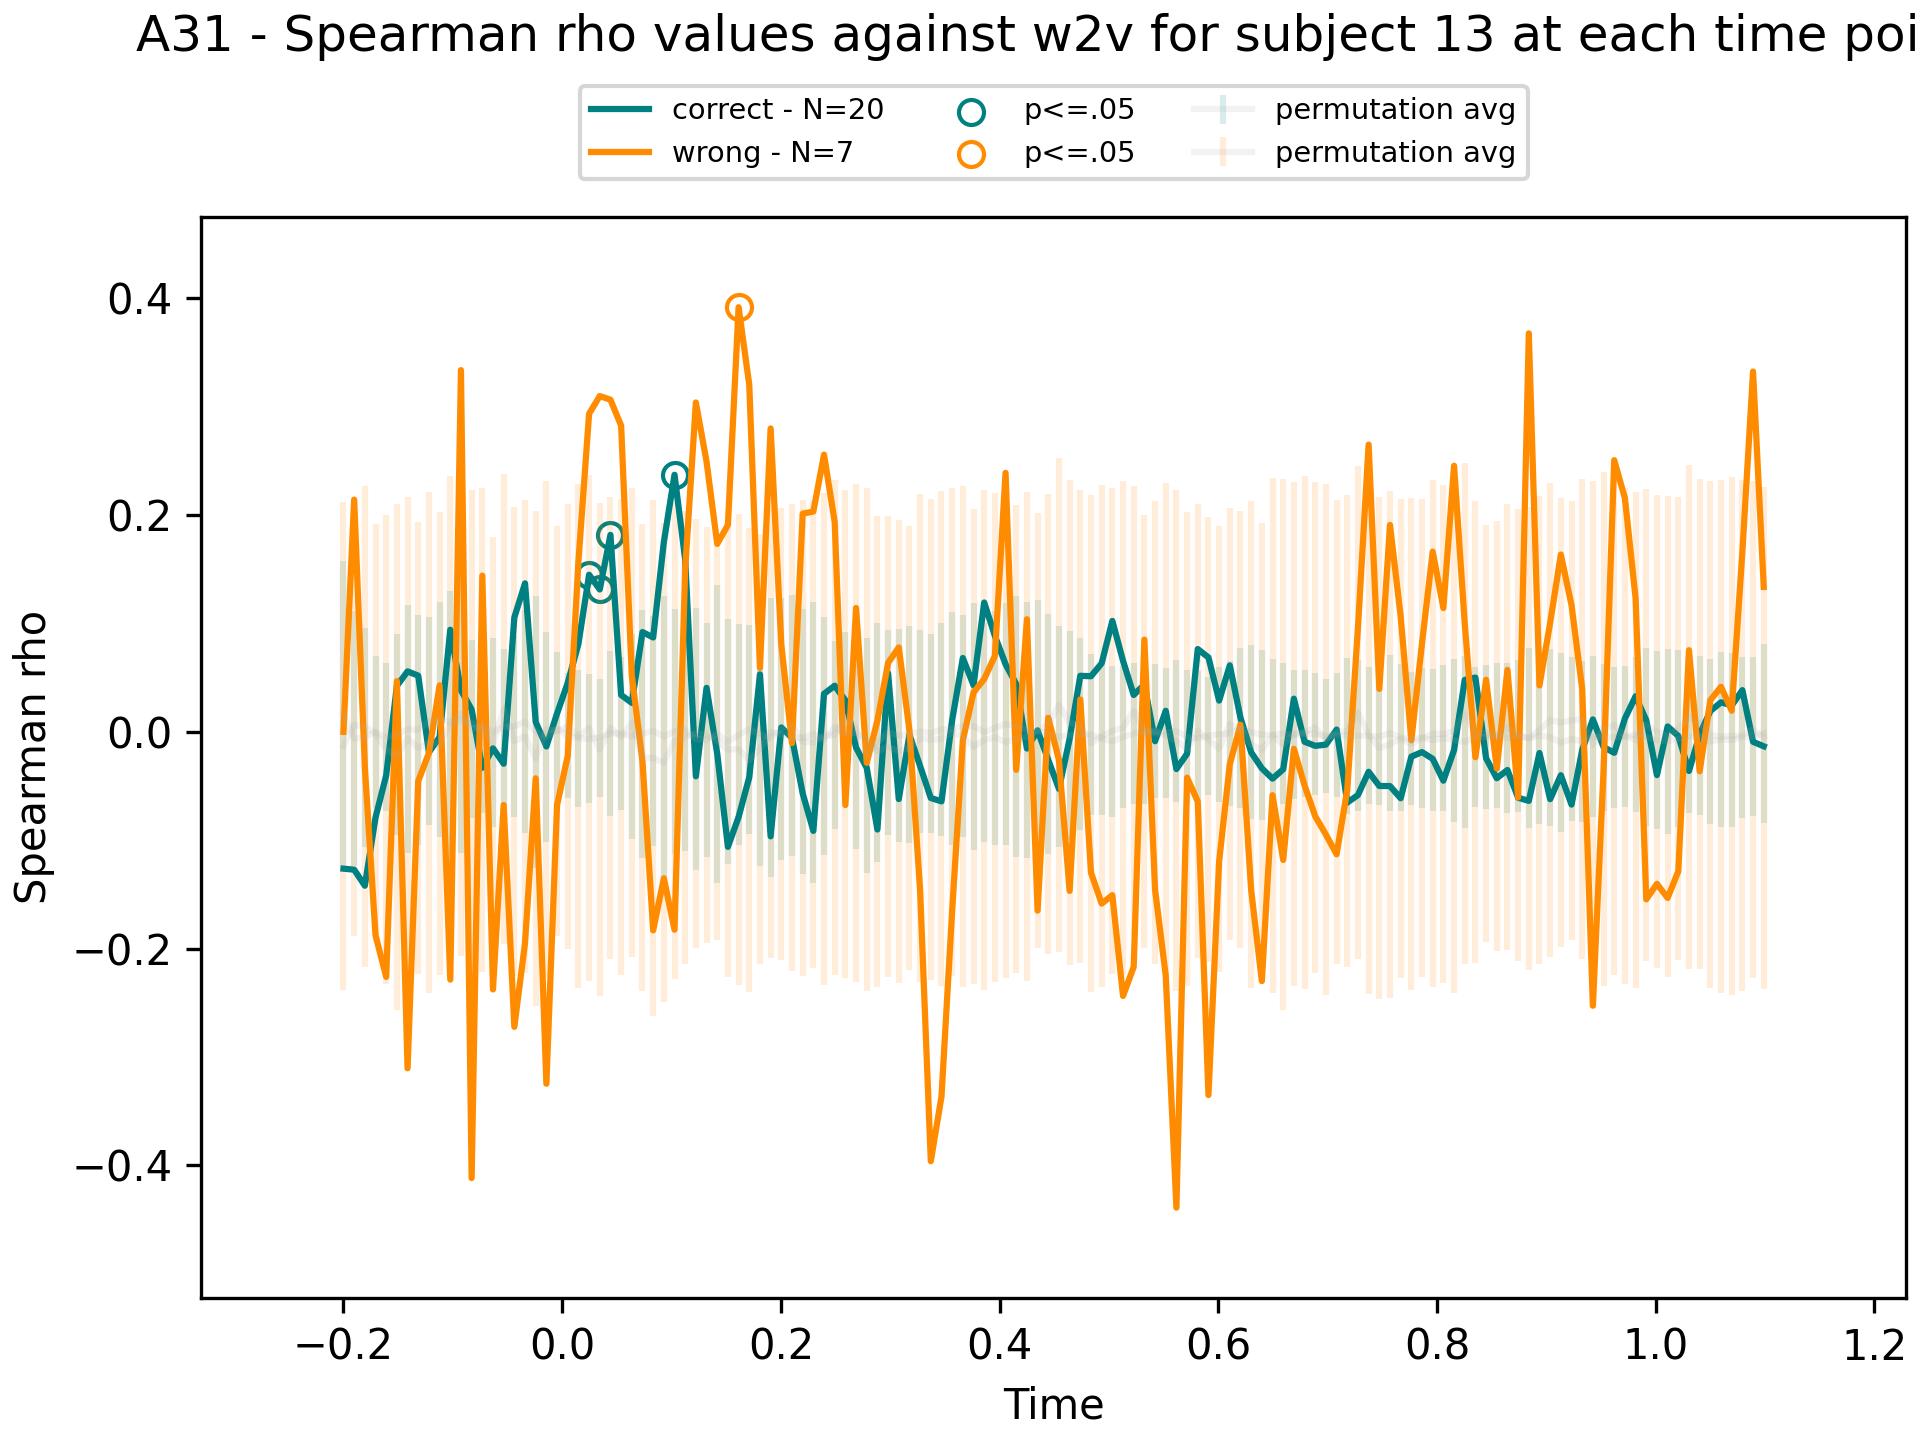 A31 - Spearman rho values against w2v for subject 13 at each time poi
correct - N=20 p<=.05 permutation avg
wrong - N=7 p<=.05 permutation avg
0.4
0.2
0.0
−0.2
−0.4
Spearman rho
−0.2 0.0 0.2 0.4 0.6 0.8 1.0 1.2
Time